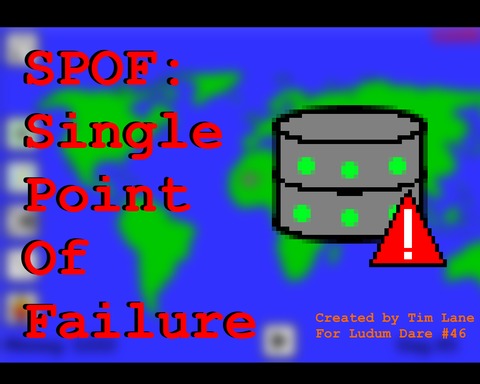 SPOF:
Single
Point
Of
Failure
Created by Tim Lane
For Ludum Dare #46